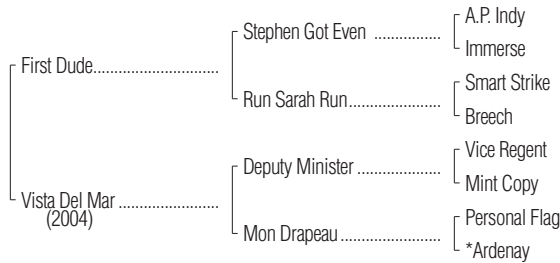 Stephen Got Even ..................
A.P. Indy
Immerse
First Dude...............................
Run Sarah Run.......................
Smart Strike
Breech
Deputy Minister .....................
Vice Regent
Mint Copy
Vista Del Mar .........................
(2004)
Mon Drapeau.........................
Personal Flag
*Ardenay